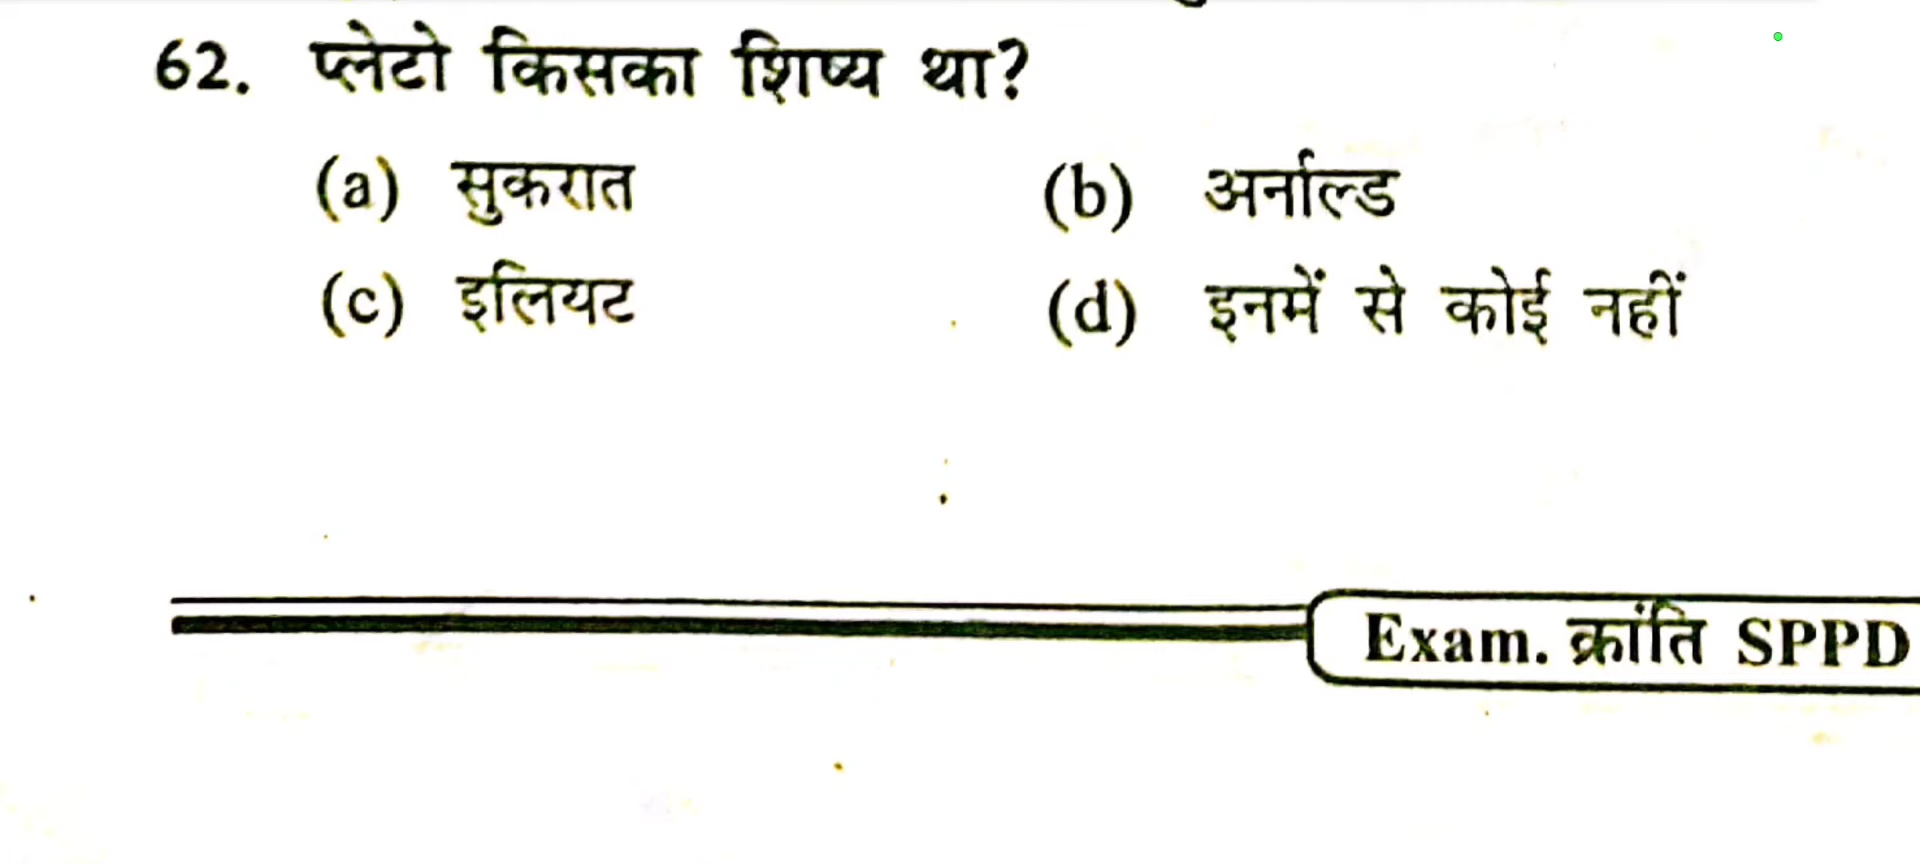 62. प्लेटो किसका शिष्य था?
(a) सुकरात (b) अर्नाल्ड
(c) इलियट (d) इनमें से कोई नहीं
Exam. क्रांति SPPD